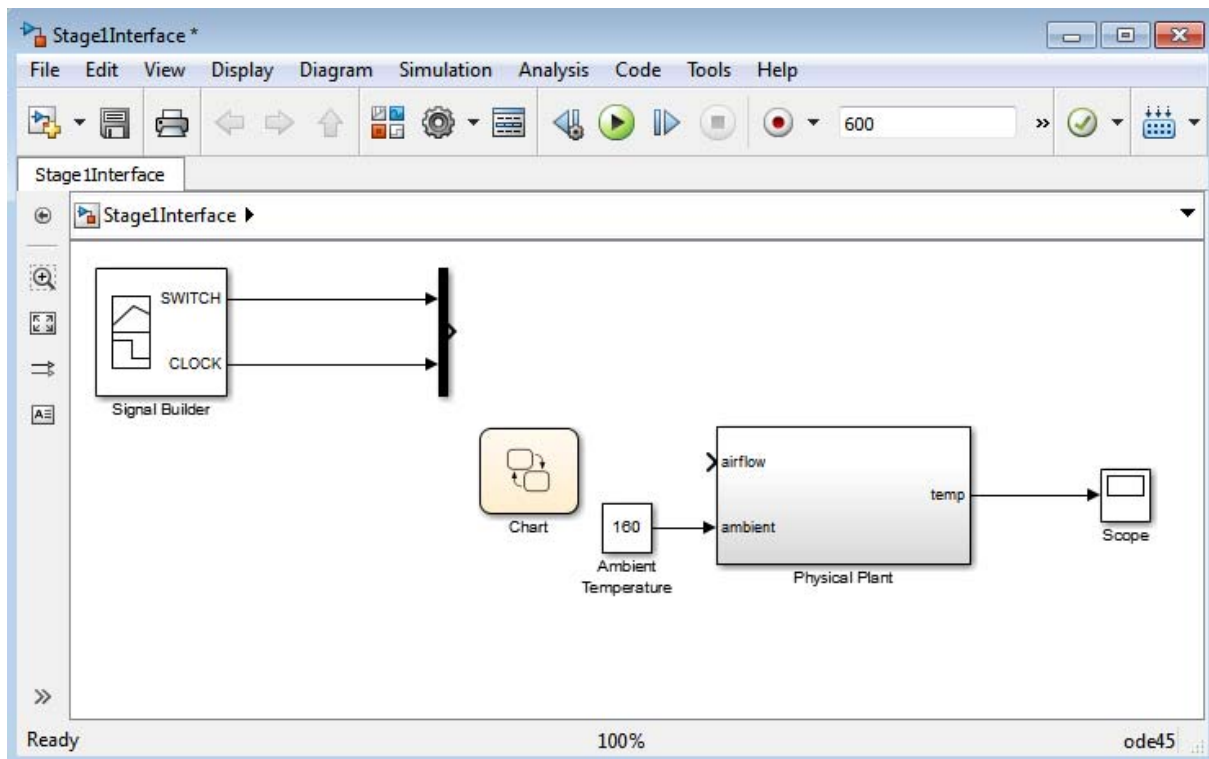 Stage1Interface *
File Edit View Display Diagram Simulation Analysis Code Tools Help
600 »
Stage1Interface
Stage1Interface
SWITCH
CLOCK
Signal Builder
Chart
160
Ambient
Temperature
airflow
ambient
temp
Physical Plant
Scope
Ready 100% ode45